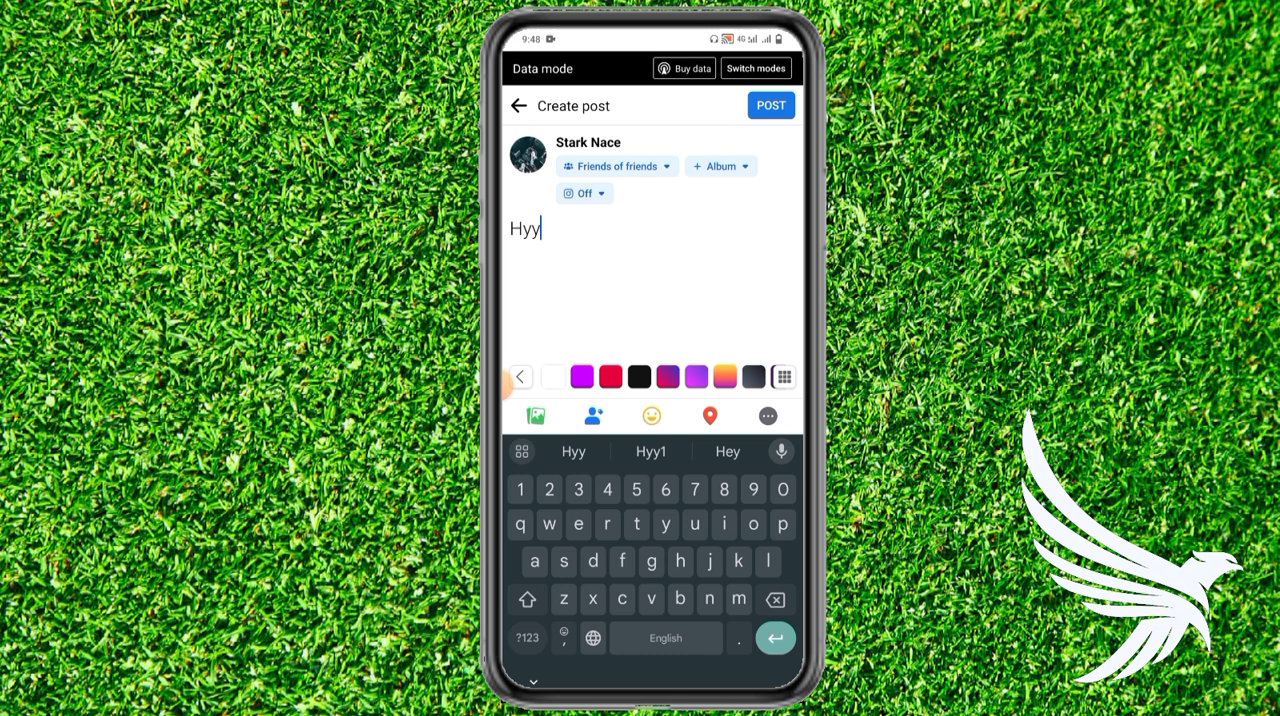 9:48 4G
Data mode Buy data Switch modes
Create post POST
Stark Nace
Friends of friends + Album
Off
Hyy
Hyy Hyy1 Hey
1 2 3 4 5 6 7 8 9 0
q w e r t y u i o p
a s d f g h j k l
z x c v b n m
?123 , English .